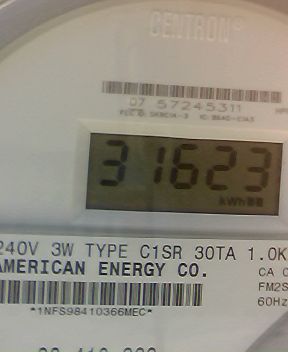 CENTRON®
07 57245311
31623
kWh
240V 3W TYPE C1SR 30TA 1.0K
AMERICAN ENERGY CO.
CA 0
FM2S
60Hz
*1NFS98410366MEC*